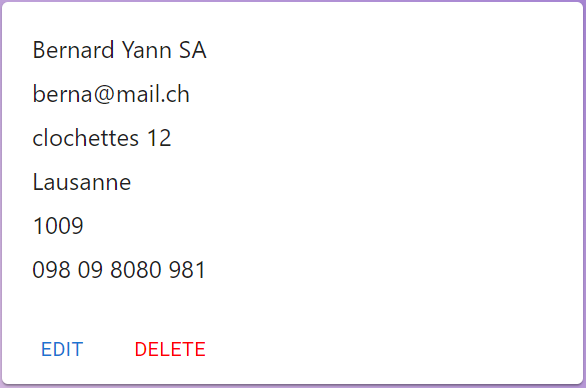 Bernard Yann SA
berna@mail.ch
clochettes 12
Lausanne
1009
098 09 8080 981
EDIT DELETE